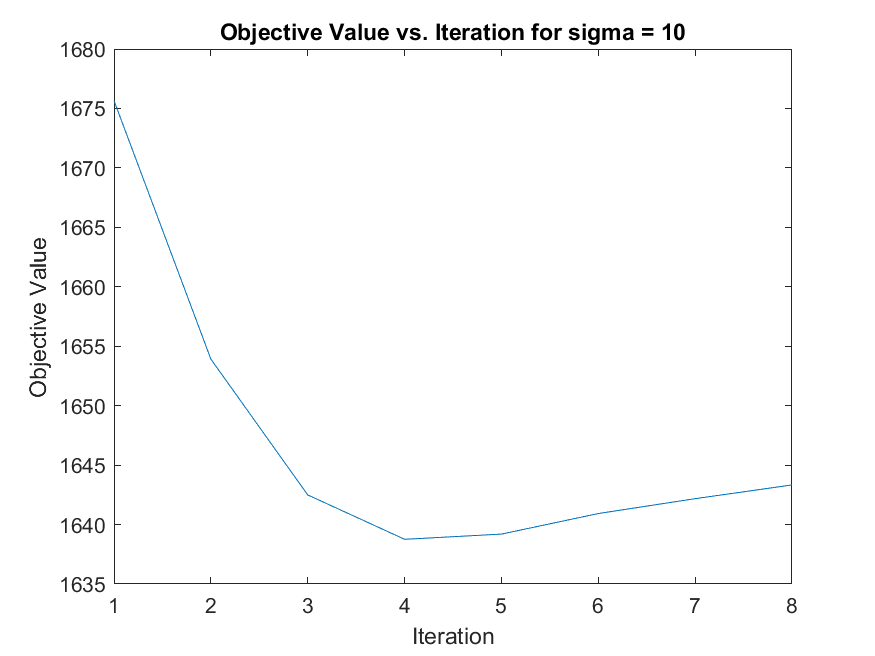 Objective Value vs. Iteration for sigma = 10
1680
1675
1670
1665
1660
1655
1650
1645
1640
1635
Objective Value
1 2 3 4 5 6 7 8
Iteration